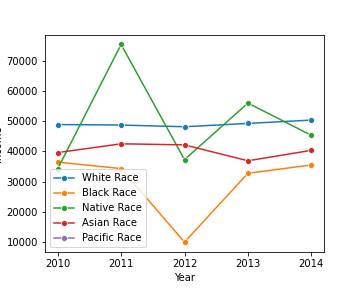 70000
60000
50000
40000
30000
20000
10000
White Race
Black Race
Native Race
Asian Race
Pacific Race
2010 2011 2012 2013 2014
Year